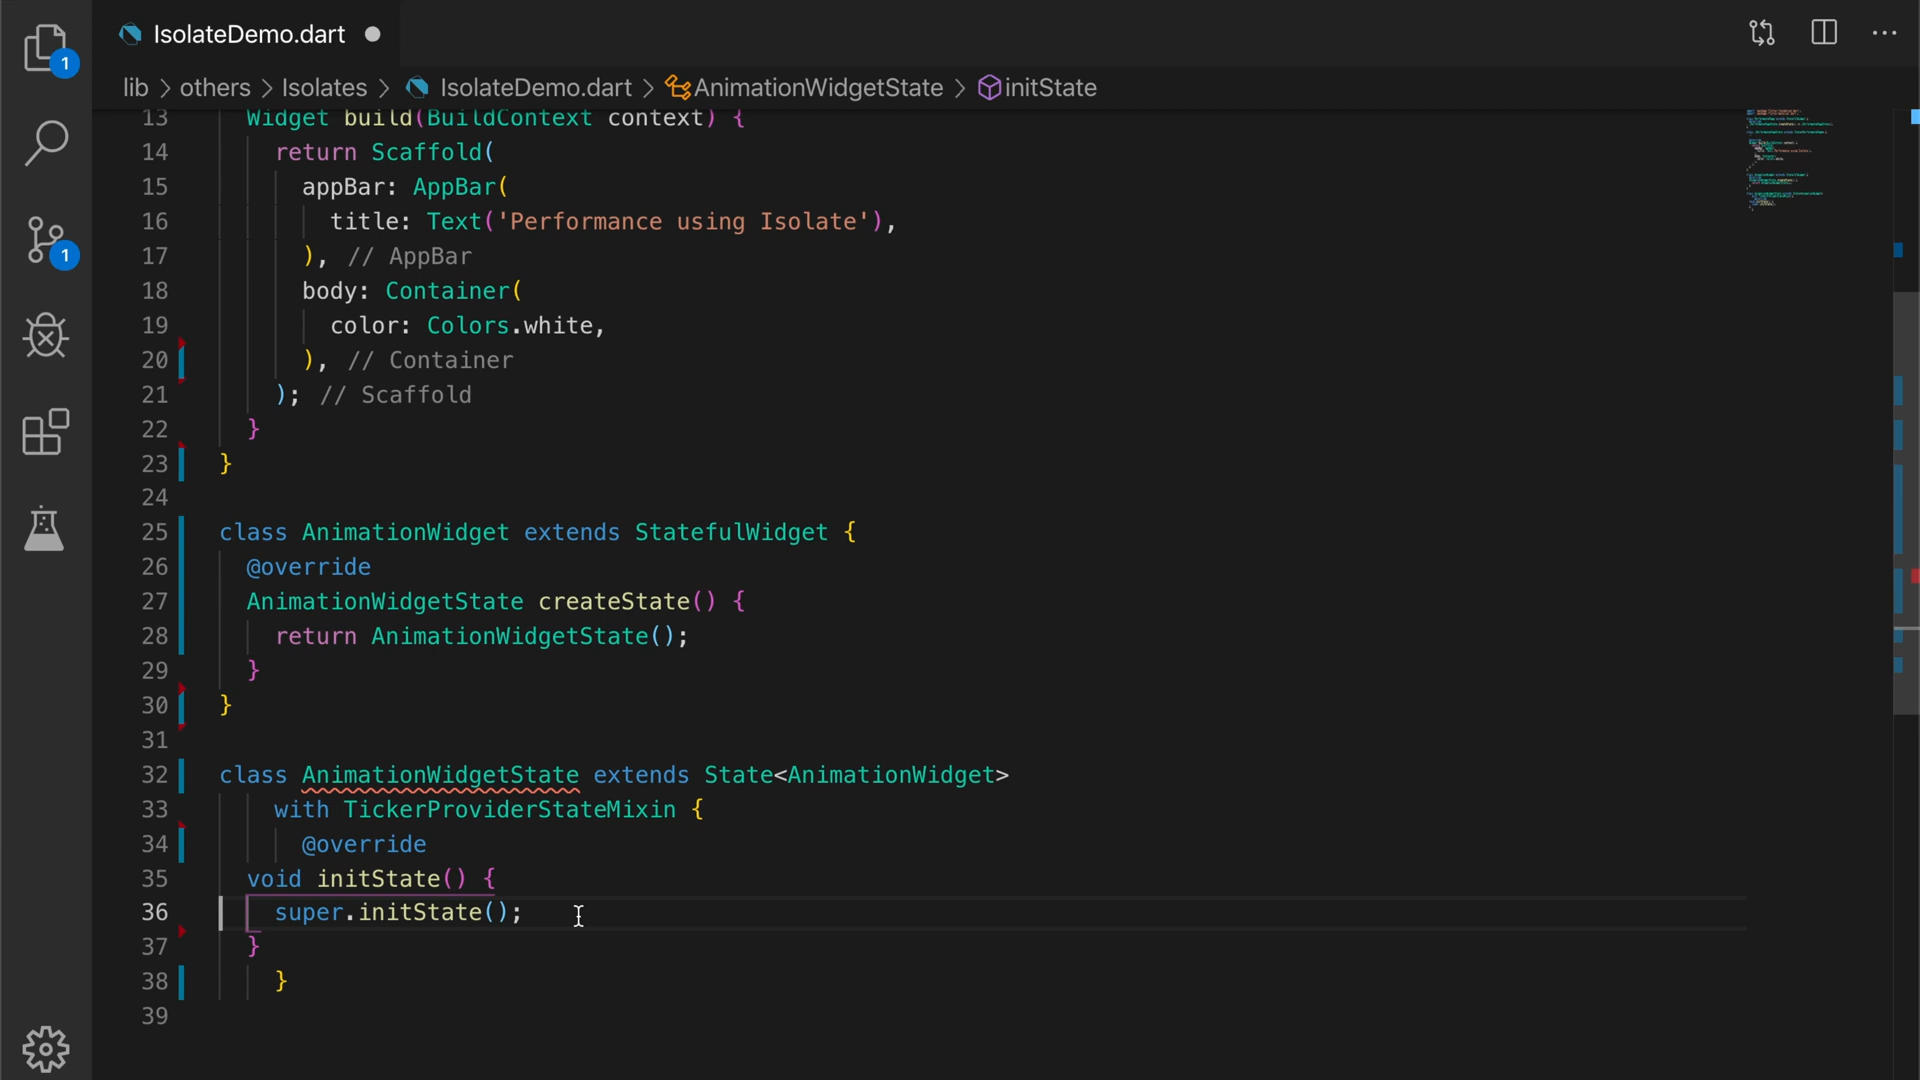 IsolateDemo.dart
lib > others > Isolates > IsolateDemo.dart > AnimationWidgetState > initState
1
1
13 Widget build(BuildContext context) {
14 return Scaffold(
15 appBar: AppBar(
16 title: Text('Performance using Isolate'),
17 ), // AppBar
18 body: Container(
19 color: Colors.white,
20 ), // Container
21 ); // Scaffold
22 }
23 }
24
25 class AnimationWidget extends StatefulWidget {
26 @override
27 AnimationWidgetState createState() {
28 return AnimationWidgetState();
29 }
30 }
31
32 class AnimationWidgetState extends State<AnimationWidget>
33 with TickerProviderStateMixin {
34 @override
35 void initState() {
36 super.initState();
37 }
38 }
39